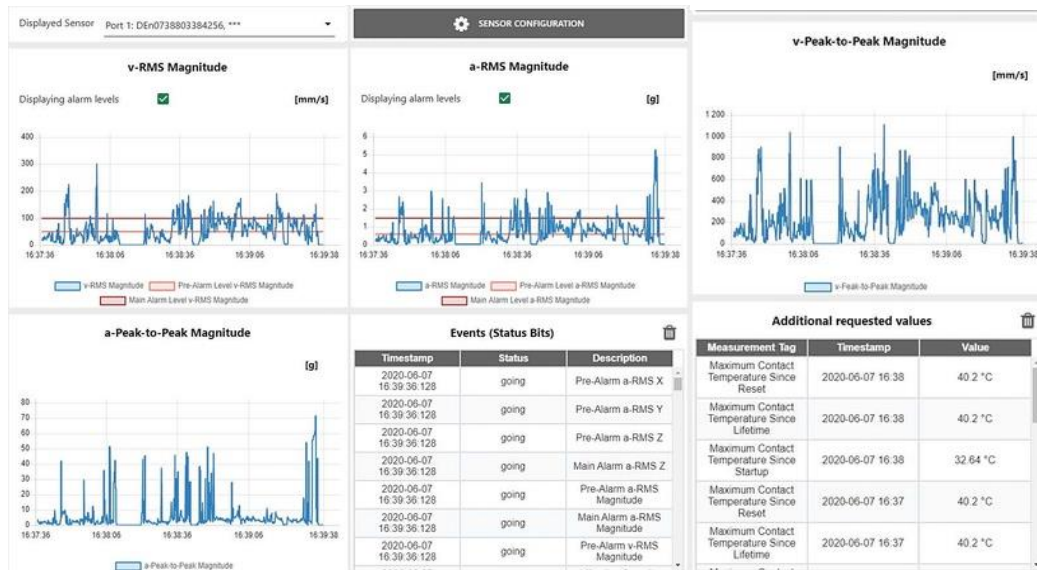 Displayed Sensor
Port 1: DEn0738803384256, ***
SENSOR CONFIGURATION
v-RMS Magnitude
Displaying alarm levels
[mm/s]
400
300
200
100
0
16:37:36
16:38:06
16:38:36
16:39:06
16:39:38
v-RMS Magnitude
Pre-Alarm Level v-RMS Magnitude
Main Alarm Level v-RMS Magnitude
a-RMS Magnitude
Displaying alarm levels
[g]
6
5
4
3
2
1
0
16:37:36
16:38:06
16:38:36
16:39:06
16:39:38
a-RMS Magnitude
Pre-Alarm Level a-RMS Magnitude
Main Alarm Level a-RMS Magnitude
v-Peak-to-Peak Magnitude
[mm/s]
1 200
1 000
800
600
400
200
0
16:37:36
16:38:06
16:38:36
16:39:06
16:39:38
v-Peak-to-Peak Magnitude
a-Peak-to-Peak Magnitude
[g]
80
70
60
50
40
30
20
10
0
16:37:36
16:38:06
16:38:36
16:39:06
16:39:38
a-Peak-to-Peak Magnitude
Events (Status Bits)
Timestamp Status Description
2020-06-07
16:39:36:128 going Pre-Alarm a-RMS X
2020-06-07
16:39:36:128 going Pre-Alarm a-RMS Y
2020-06-07
16:39:36:128 going Pre-Alarm a-RMS Z
2020-06-07
16:39:36:128 going Main Alarm a-RMS Z
2020-06-07
16:39:36:128 going Pre-Alarm a-RMS
Magnitude
2020-06-07
16:39:36:128 going Main Alarm a-RMS
Magnitude
2020-06-07
16:39:36:128 going Pre-Alarm v-RMS
Magnitude
Additional requested values
Measurement Tag Timestamp Value
Maximum Contact
Temperature Since 2020-06-07 16:38 40.2 °C
Reset
Maximum Contact
Temperature Since 2020-06-07 16:38 40.2 °C
Lifetime
Maximum Contact
Temperature Since 2020-06-07 16:38 32.64 °C
Startup
Maximum Contact
Temperature Since 2020-06-07 16:37 40.2 °C
Reset
Maximum Contact
Temperature Since 2020-06-07 16:37 40.2 °C
Lifetime